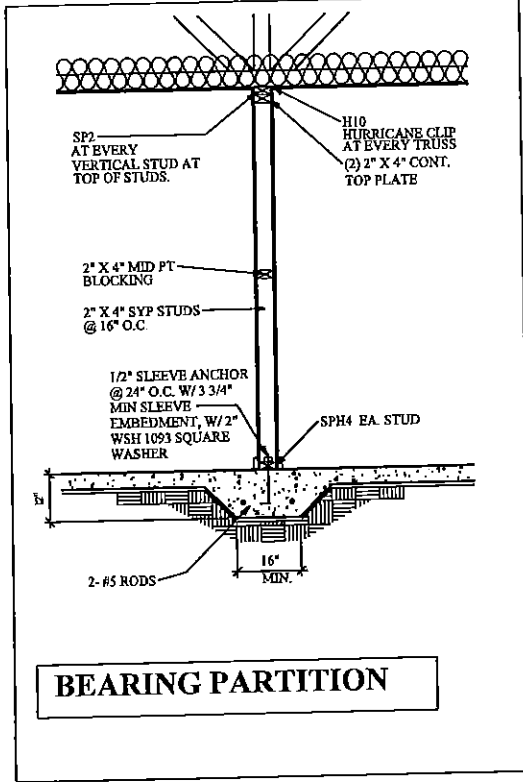 SP2
AT EVERY
VERTICAL STUD AT
TOP OF STUDS.
H10
HURRICANE CLIP
AT EVERY TRUSS
(2) 2" X 4" CONT.
TOP PLATE
2" X 4" MID PT
BLOCKING
2" X 4" SYP STUDS
@ 16" O.C.
1/2" SLEEVE ANCHOR
@ 24" O.C. W/ 3 3/4"
MIN SLEEVE
EMBEDMENT, W/ 2"
WSH 1093 SQUARE
WASHER
SPH4 EA. STUD
2- #5 RODS
16"
MIN.
BEARING PARTITION